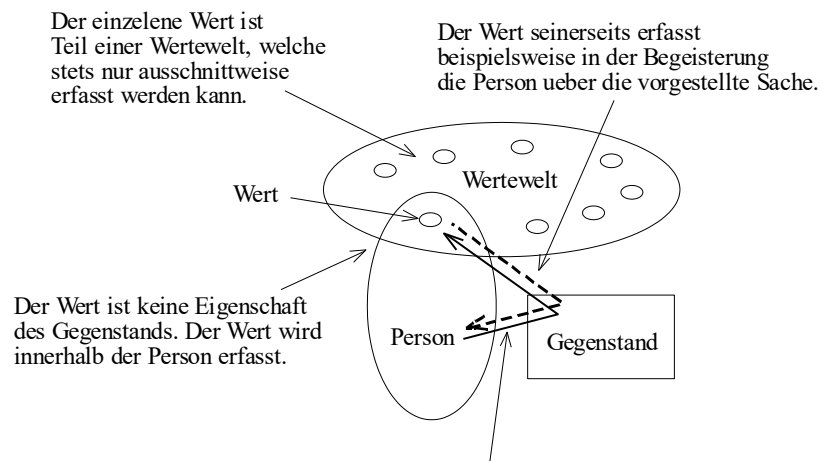 Der einzelene Wert ist
Teil einer Wertewelt, welche
stets nur ausschnittweise
erfasst werden kann.
Der Wert seinerseits erfasst
beispielsweise in der Begeisterung
die Person ueber die vorgestellte Sache.
Wertewelt
Wert
Der Wert ist keine Eigenschaft
des Gegenstands. Der Wert wird
innerhalb der Person erfasst.
Person
Gegenstand